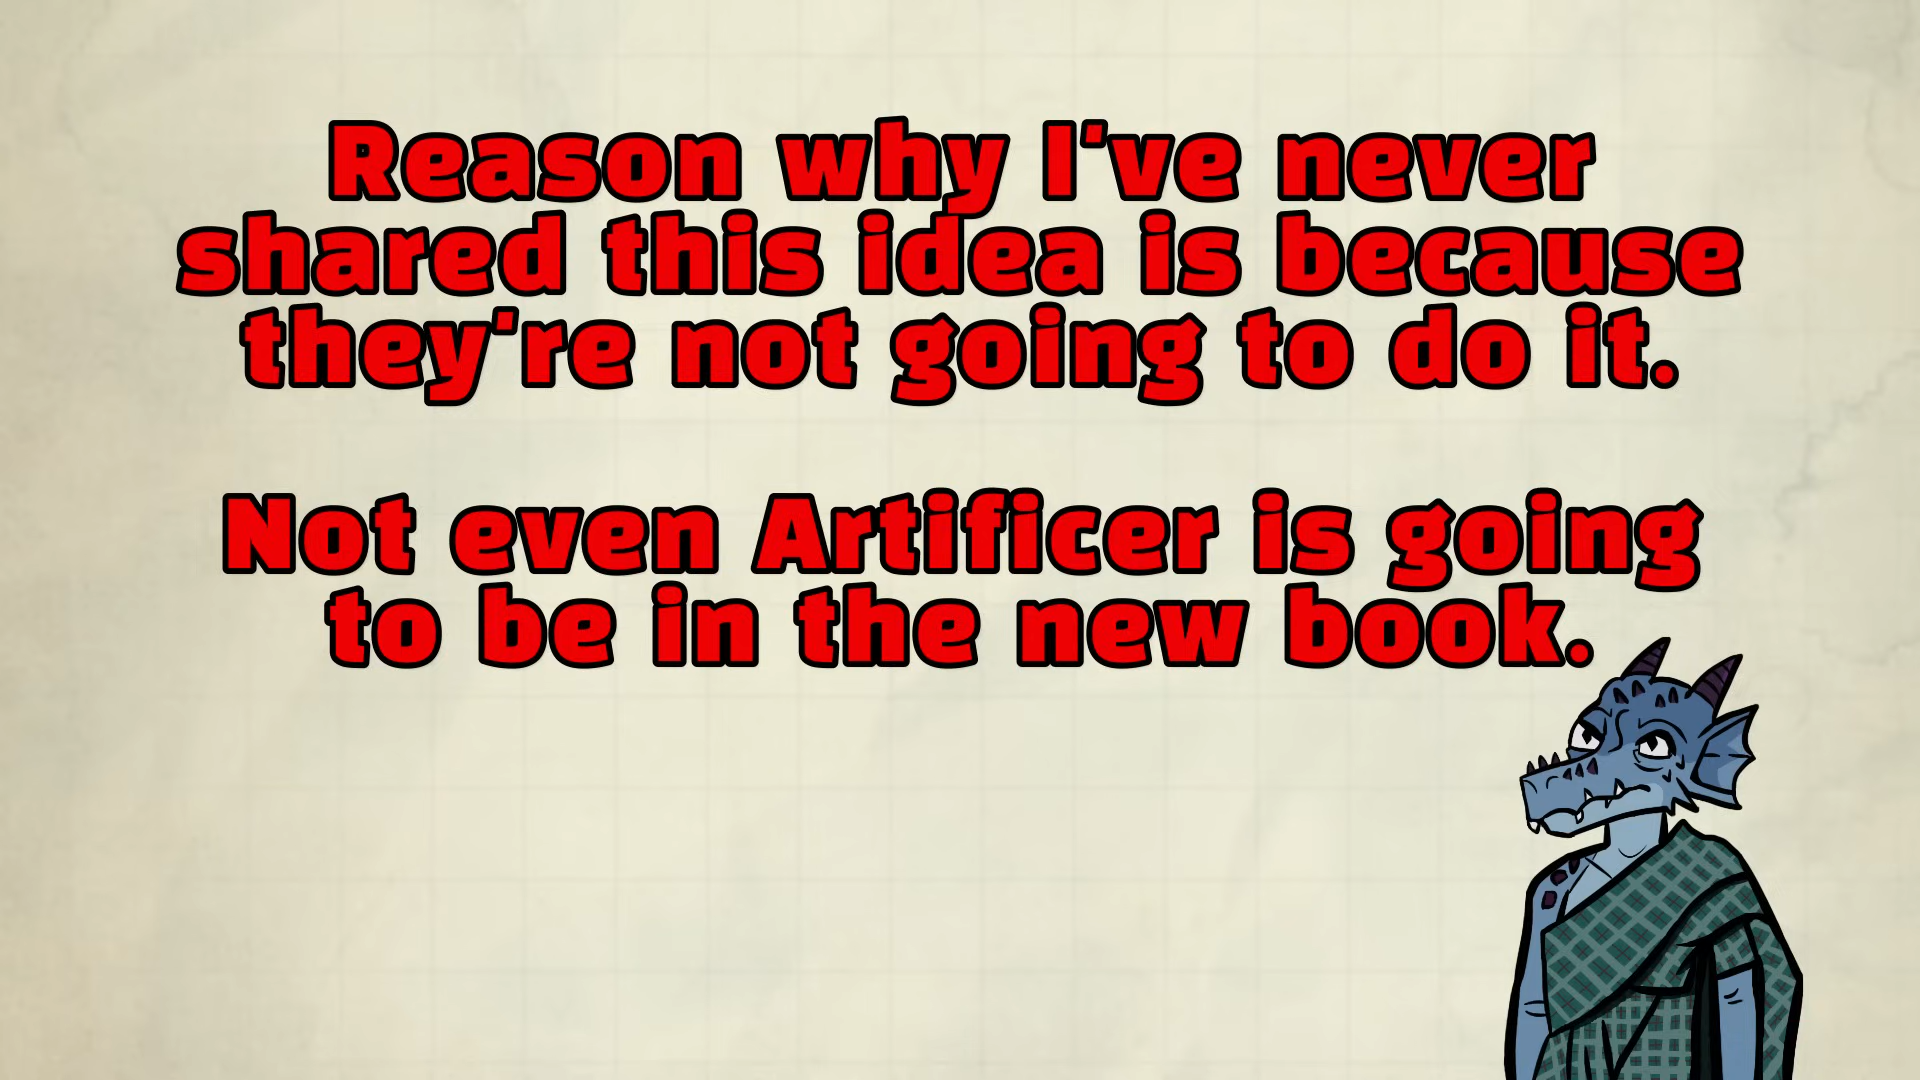 Reason why I've never
shared this idea is because
they're not going to do it.
Not even Artificer is going
to be in the new book.